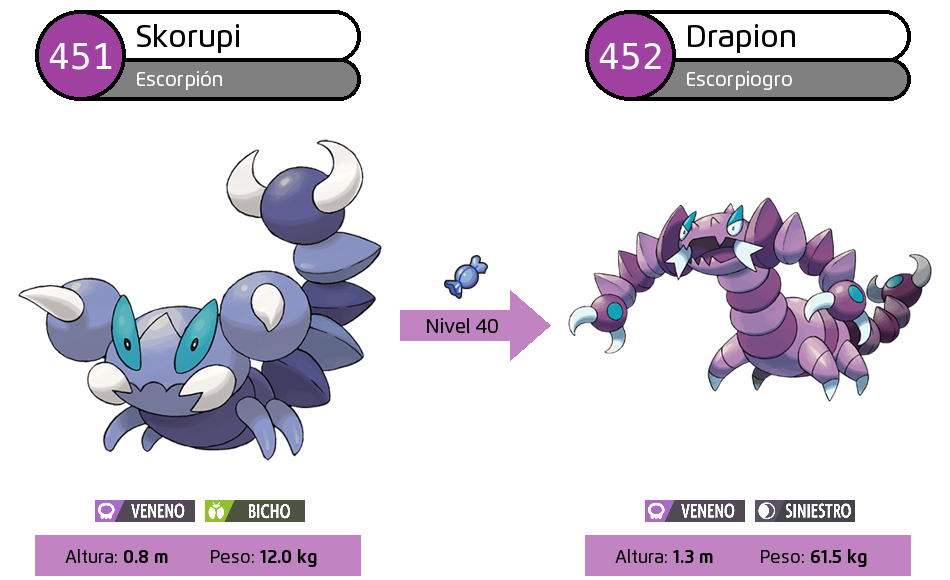 451
Skorupi
Escorpión
452
Drapion
Escorpiogro
Nivel 40
VENENO
BICHO
VENENO
SINIESTRO
Altura: 0.8 m
Peso: 12.0 kg
Altura: 1.3 m
Peso: 61.5 kg